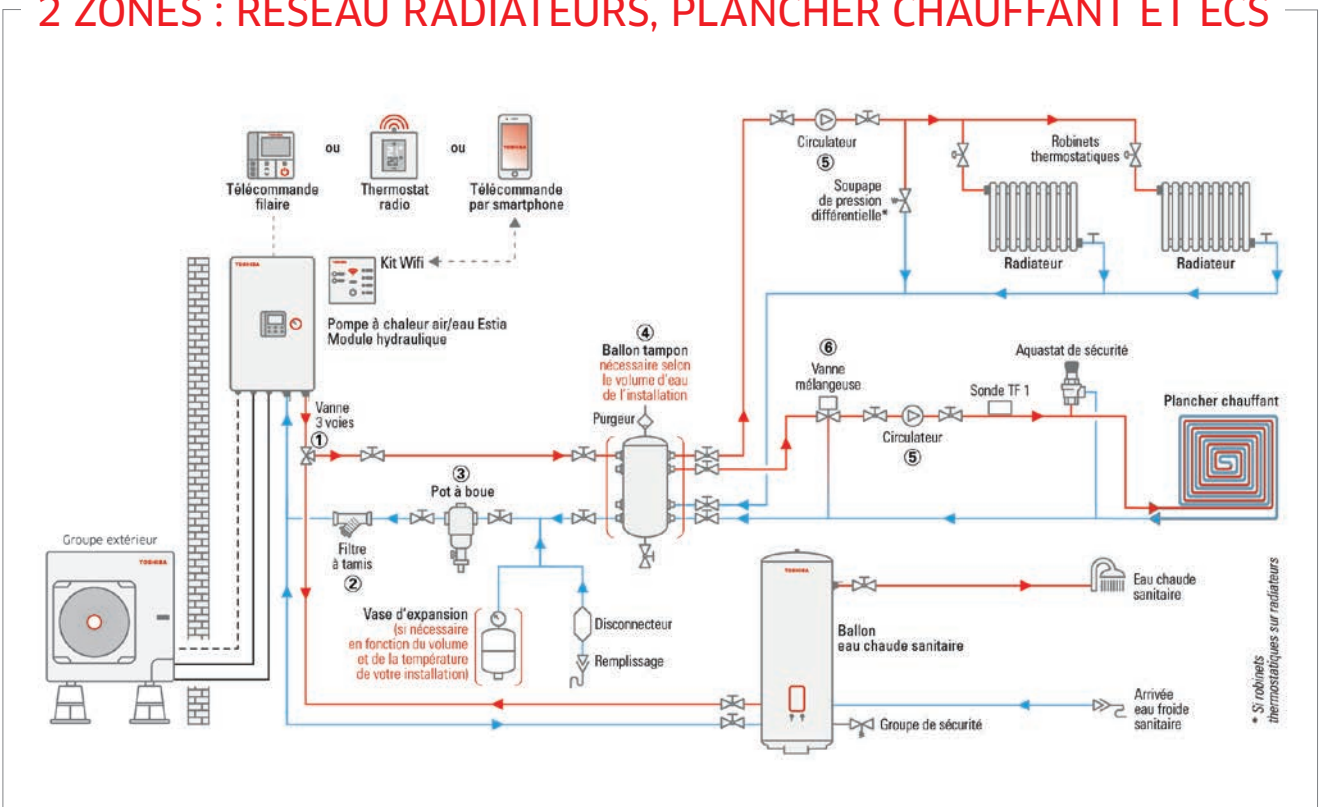 2 ZONES : RÉSEAU RADIATEURS, PLANCHER CHAUFFANT ET ECS
Télécommande
filaire
ou
Thermostat
radio
ou
TOSHIBA
Télécommande
par smartphone
TOSHIBA
Kit Wifi
Pompe à chaleur air/eau Estia
Module hydraulique
Circulateur
⑤
Soupape
de pression
différentielle*
Robinets
thermostatiques
Radiateur
Radiateur
④
Ballon tampon
nécessaire selon
le volume d'eau
de l'installation
Purgeur
⑥
Vanne
mélangeuse
Circulateur
⑤
Sonde TF 1
Aquastat de sécurité
Plancher chauffant
Vanne
3 voies
①
③
Pot à boue
Filtre
à tamis
②
Groupe extérieur
TOSHIBA
Vase d'expansion
(si nécessaire
en fonction du volume
et de la température
de votre installation)
Disconnecteur
Remplissage
TOSHIBA
Ballon
eau chaude sanitaire
Groupe de sécurité
Eau chaude
sanitaire
Arrivée
eau froide
sanitaire
* Si robinets
thermostatiques sur radiateurs